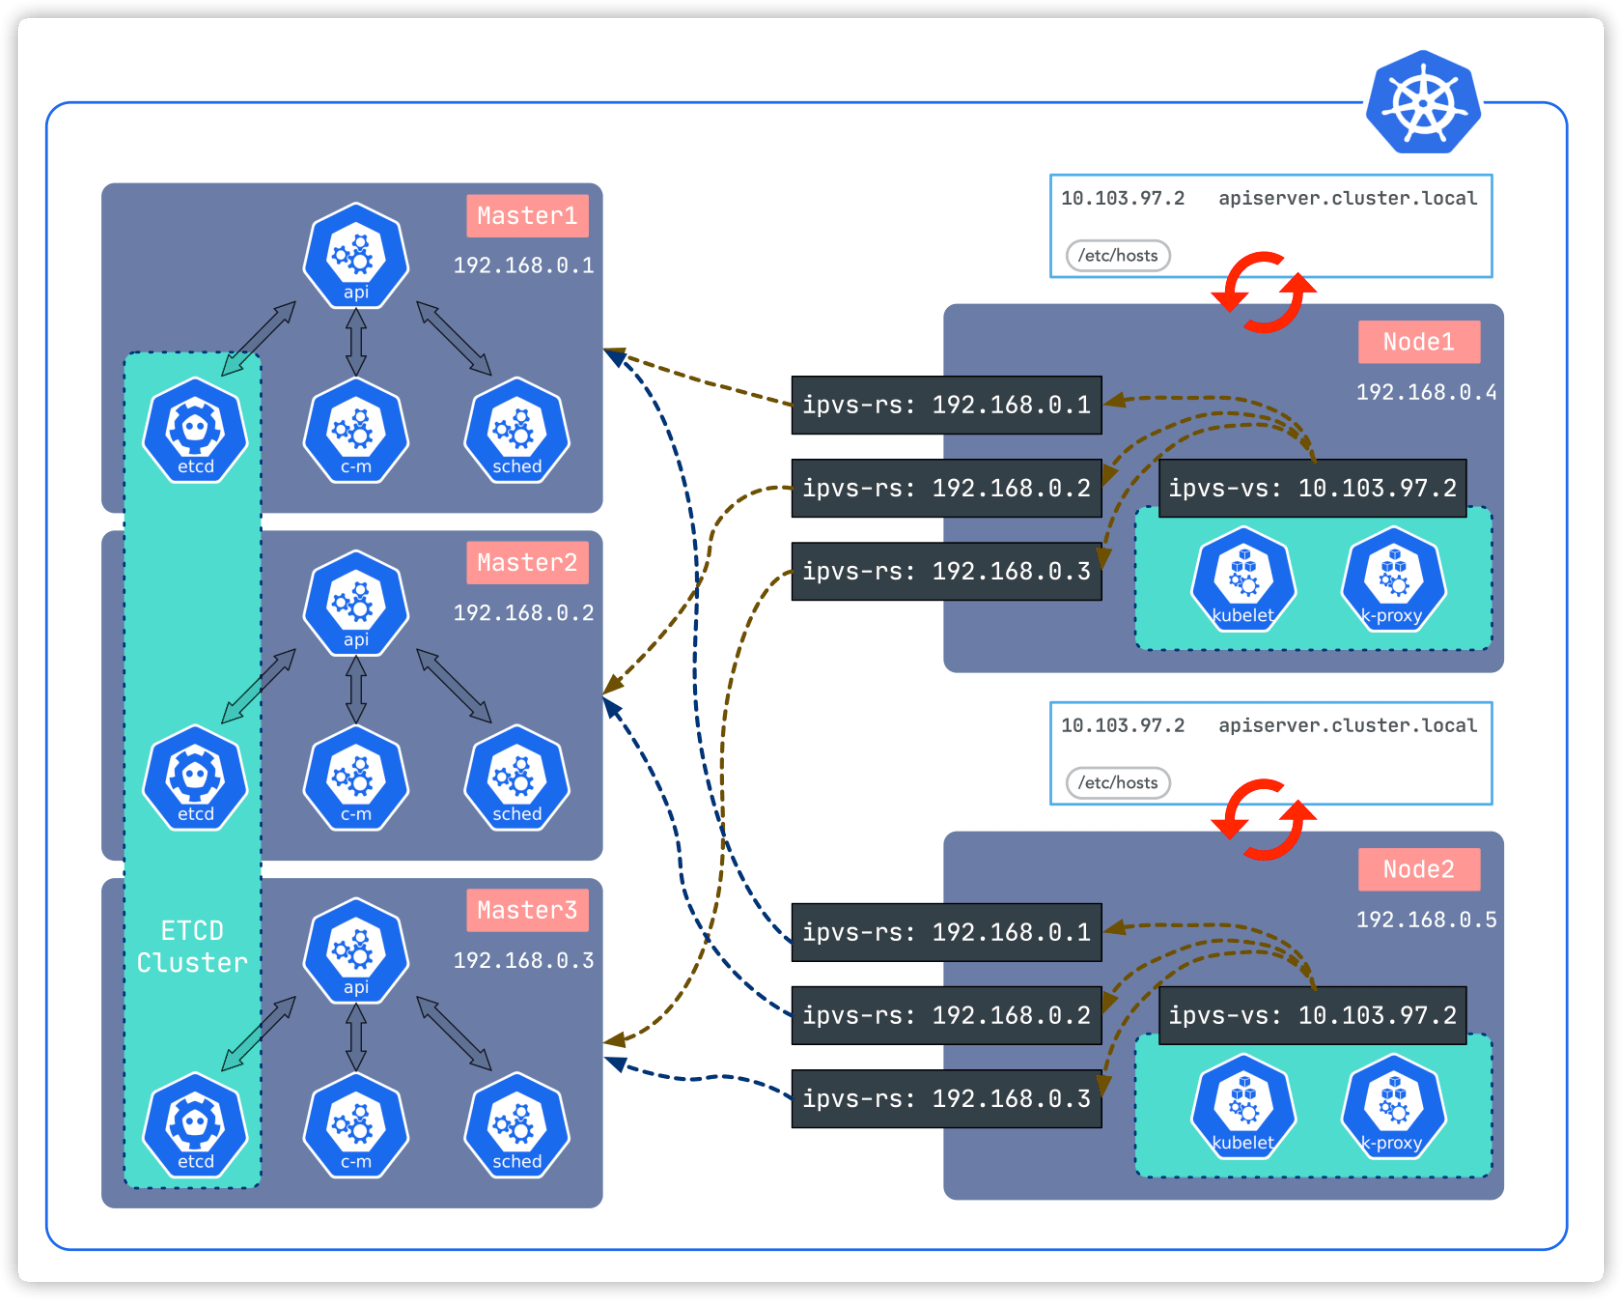 Master1
192.168.0.1
api
etcd
c-m
sched
Master2
192.168.0.2
api
etcd
c-m
sched
Master3
192.168.0.3
api
ETCD
Cluster
etcd
c-m
sched
10.103.97.2 apiserver.cluster.local
/etc/hosts
Node1
192.168.0.4
ipvs-rs: 192.168.0.1
ipvs-rs: 192.168.0.2
ipvs-rs: 192.168.0.3
ipvs-vs: 10.103.97.2
kubelet
k-proxy
10.103.97.2 apiserver.cluster.local
/etc/hosts
Node2
192.168.0.5
ipvs-rs: 192.168.0.1
ipvs-rs: 192.168.0.2
ipvs-rs: 192.168.0.3
ipvs-vs: 10.103.97.2
kubelet
k-proxy